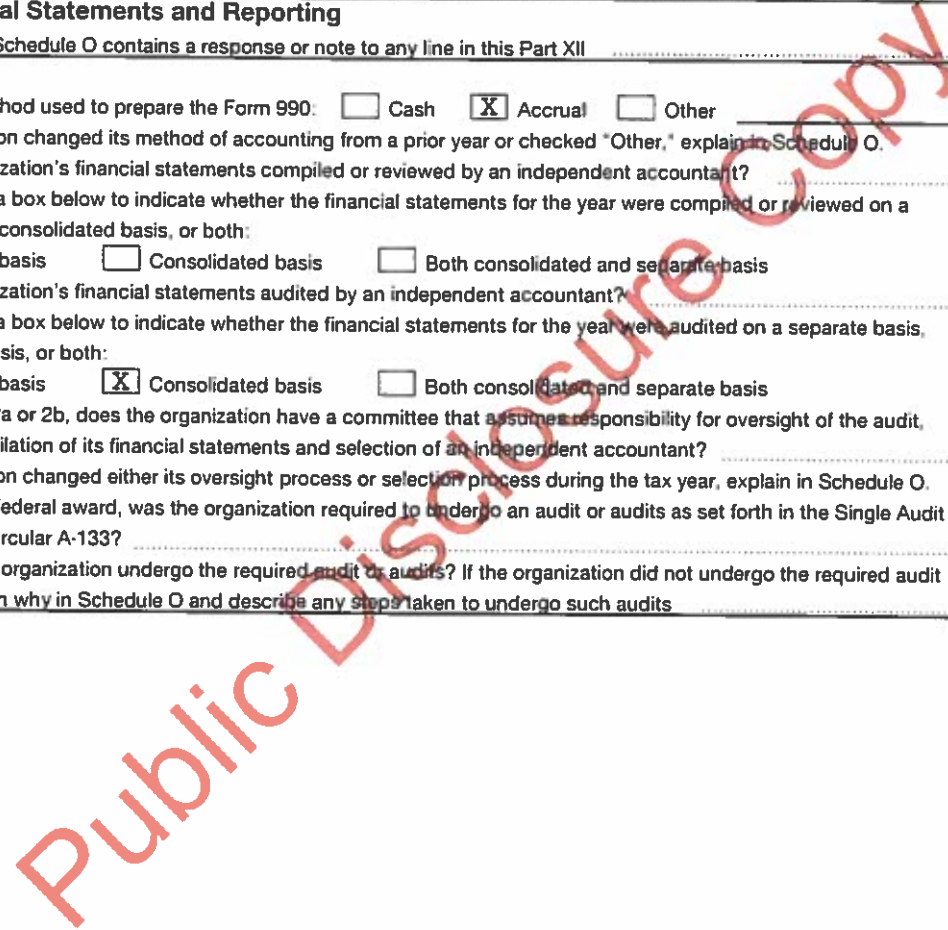 al Statements and Reporting
Schedule O contains a response or note to any line in this Part XII
hod used to prepare the Form 990: Cash X Accrual Other
on changed its method of accounting from a prior year or checked "Other," explain in Schedule O.
zation's financial statements compiled or reviewed by an independent accountant?
a box below to indicate whether the financial statements for the year were compiled or reviewed on a
consolidated basis, or both:
basis Consolidated basis Both consolidated and separate basis
zation's financial statements audited by an independent accountant?
a box below to indicate whether the financial statements for the year were audited on a separate basis,
sis, or both:
basis X Consolidated basis Both consolidated and separate basis
a or 2b, does the organization have a committee that assumes responsibility for oversight of the audit,
ilation of its financial statements and selection of an independent accountant?
on changed either its oversight process or selection process during the tax year, explain in Schedule O.
ederal award, was the organization required to undergo an audit or audits as set forth in the Single Audit
rcular A-133?
organization undergo the required audit or audits? If the organization did not undergo the required audit
n why in Schedule O and describe any steps taken to undergo such audits
Public Disclosure Copy